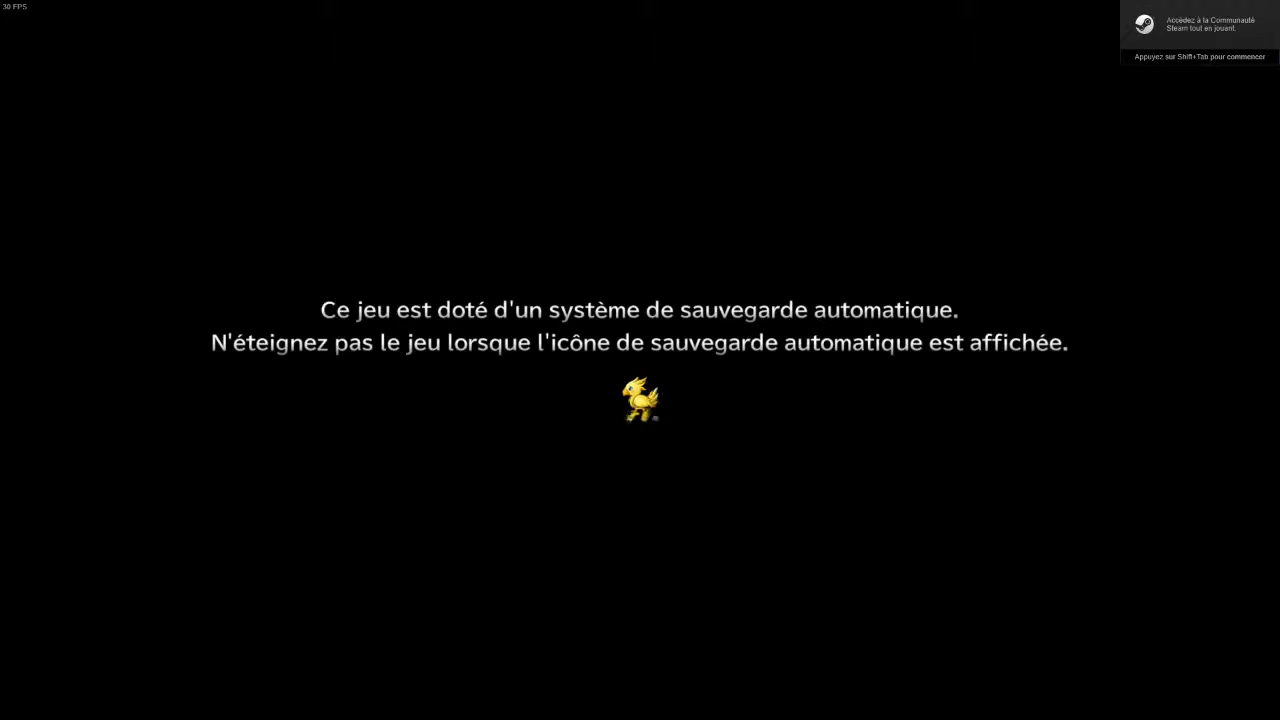 30 FPS
Accèdez à la Communauté
Steam tout en jouant.
Appuyez sur Shift+Tab pour commencer
Ce jeu est doté d'un système de sauvegarde automatique.
N'éteignez pas le jeu lorsque l'icône de sauvegarde automatique est affichée.